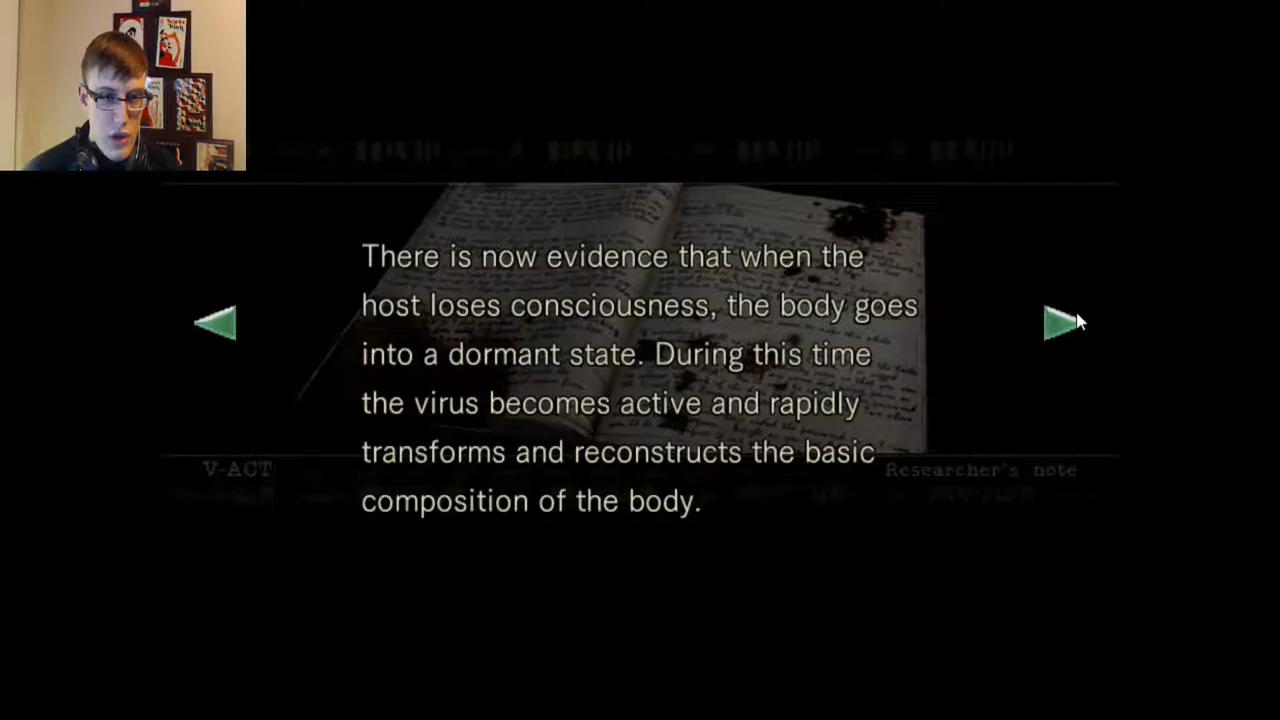 There is now evidence that when the
host loses consciousness, the body goes
into a dormant state. During this time
the virus becomes active and rapidly
transforms and reconstructs the basic
composition of the body.
V-ACT
Researcher's note